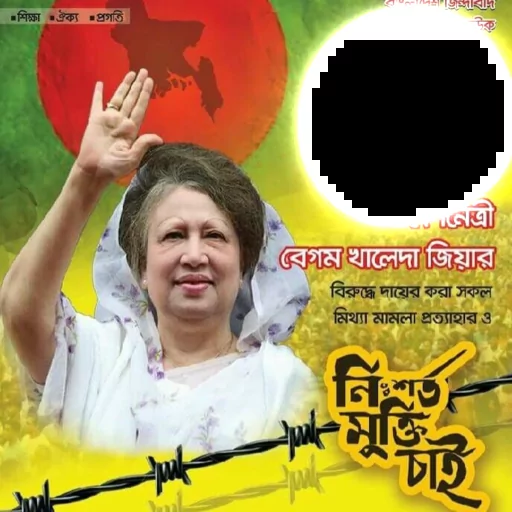 ▪শিক্ষা ▪ঐক্য ▪প্রগতি
জিন্দাবাদ
বেগম খালেদা জিয়ার
বিরুদ্ধে দায়ের করা সকল
মিথ্যা মামলা প্রত্যাহার ও
নিঃশর্ত
মুক্তি
চাই